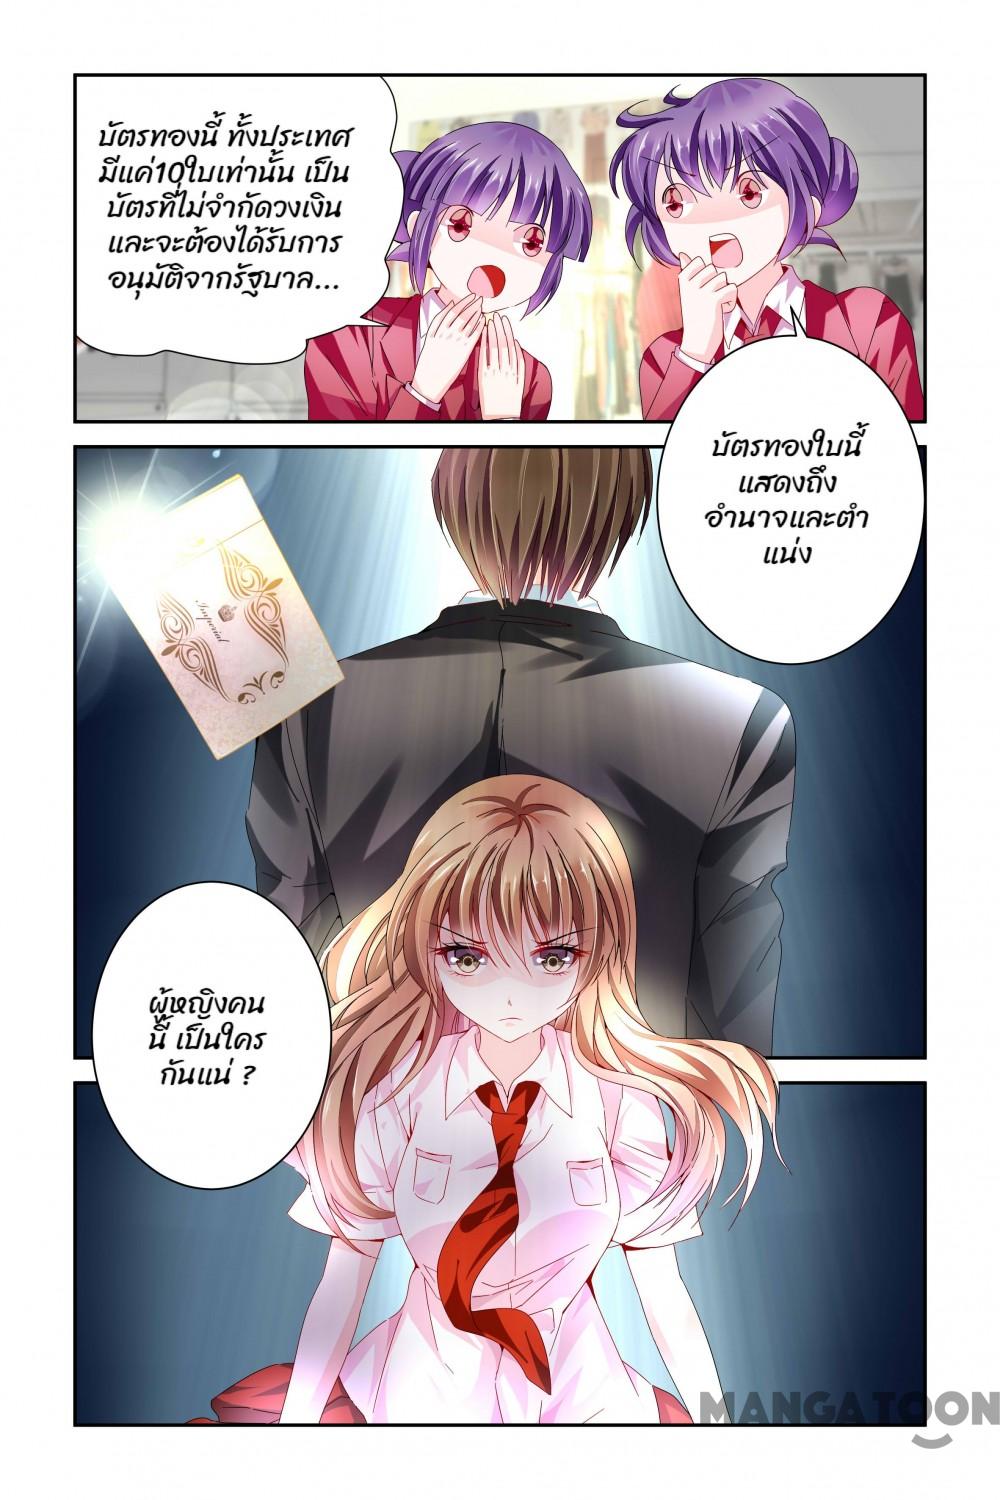 บัตรทองนี้ ทั้งประเทศ
มีแค่10ใบเท่านั้น เป็น
บัตรที่ไม่จำกัดวงเงิน
และจะต้องได้รับการ
อนุมัติจากรัฐบาล...
บัตรทองใบนี้
แสดงถึง
อำนาจและตำ
แน่ง
Imperial
ผู้หญิงคน
นี้ เป็นใคร
กันแน่ ?
MANGATOON